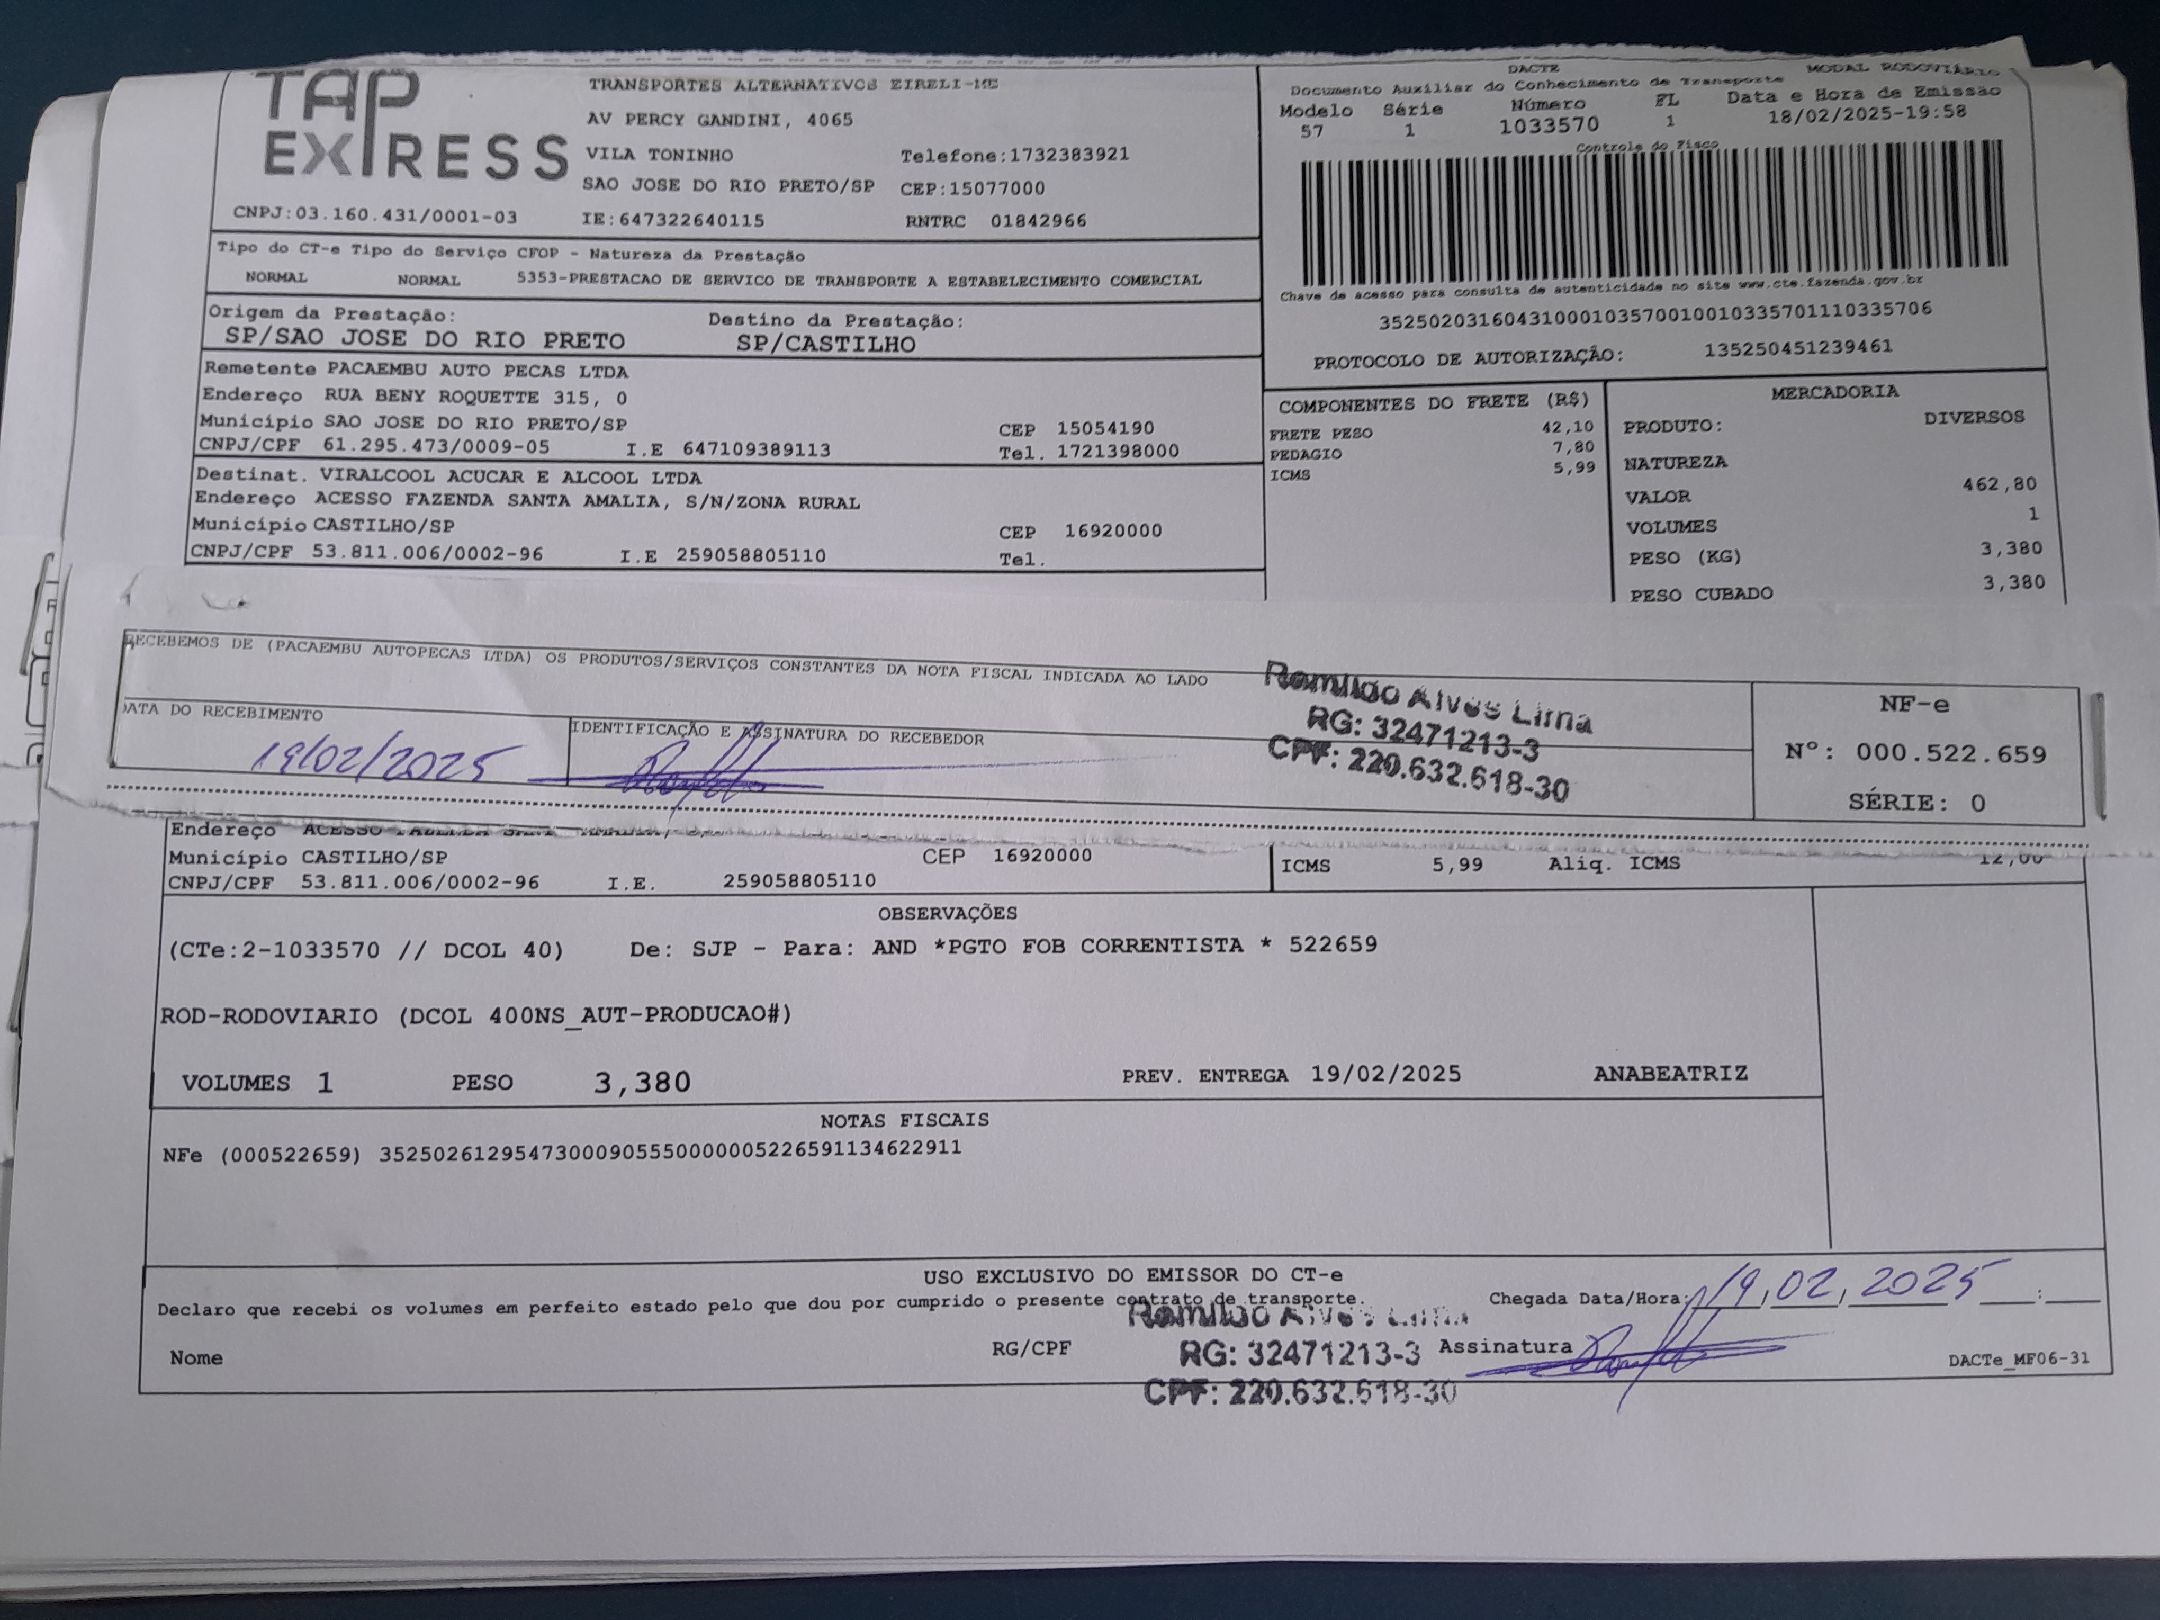 TAP EXPRESS
TRANSPORTES ALTERNATIVOS EIRELI-ME
AV PERCY GANDINI, 4065
VILA TONINHO Telefone:1732383921
SAO JOSE DO RIO PRETO/SP CEP:15077000
CNPJ:03.160.431/0001-03 IE:647322640115 RNTRC 01842966
DACTE MODAL RODOVIÁRIO
Documento Auxiliar do Conhecimento de Transporte
Modelo Série Número FL Data e Hora de Emissão
57 1 1033570 1 18/02/2025-19:58
Controle do Fisco
Chave de acesso para consulta de autenticidade no site www.cte.fazenda.gov.br
35250203160431000103570010010335701110335706
PROTOCOLO DE AUTORIZAÇÃO: 135250451239461
Tipo do CT-e Tipo do Serviço CFOP - Natureza da Prestação
NORMAL NORMAL 5353-PRESTACAO DE SERVICO DE TRANSPORTE A ESTABELECIMENTO COMERCIAL
Origem da Prestação: Destino da Prestação:
SP/SAO JOSE DO RIO PRETO SP/CASTILHO
Remetente PACAEMBU AUTO PECAS LTDA
Endereço RUA BENY ROQUETTE 315, 0
Município SAO JOSE DO RIO PRETO/SP CEP 15054190
CNPJ/CPF 61.295.473/0009-05 I.E 647109389113 Tel. 1721398000
Destinat. VIRALCOOL ACUCAR E ALCOOL LTDA
Endereço ACESSO FAZENDA SANTA AMALIA, S/N/ZONA RURAL
Município CASTILHO/SP CEP 16920000
CNPJ/CPF 53.811.006/0002-96 I.E 259058805110 Tel.
COMPONENTES DO FRETE (R$)
FRETE PESO 42,10
PEDAGIO 7,80
ICMS 5,99
MERCADORIA
PRODUTO: DIVERSOS
NATUREZA
VALOR 462,80
VOLUMES 1
PESO (KG) 3,380
PESO CUBADO 3,380
RECEBEMOS DE (PACAEMBU AUTOPECAS LTDA) OS PRODUTOS/SERVIÇOS CONSTANTES DA NOTA FISCAL INDICADA AO LADO
DATA DO RECEBIMENTO IDENTIFICAÇÃO E ASSINATURA DO RECEBEDOR
19/02/2025
Romildo Alves Lima
RG: 32471213-3
CPF: 220.632.618-30
NF-e
Nº: 000.522.659
SÉRIE: 0
Endereço ACESSO FAZENDA
Município CASTILHO/SP CEP 16920000
CNPJ/CPF 53.811.006/0002-96 I.E. 259058805110
ICMS 5,99 Aliq. ICMS 12,00
OBSERVAÇÕES
(CTe:2-1033570 // DCOL 40) De: SJP - Para: AND *PGTO FOB CORRENTISTA * 522659
ROD-RODOVIARIO (DCOL 400NS_AUT-PRODUCAO#)
VOLUMES 1 PESO 3,380 PREV. ENTREGA 19/02/2025 ANABEATRIZ
NOTAS FISCAIS
NFe (000522659) 35250261295473000905550000005226591134622911
USO EXCLUSIVO DO EMISSOR DO CT-e
Declaro que recebi os volumes em perfeito estado pelo que dou por cumprido o presente contrato de transporte. Chegada Data/Hora: 19,02,2025
Romildo Alves Lima
Nome RG/CPF RG: 32471213-3 Assinatura
CPF: 220.632.618-30
DACTe_MF06-31